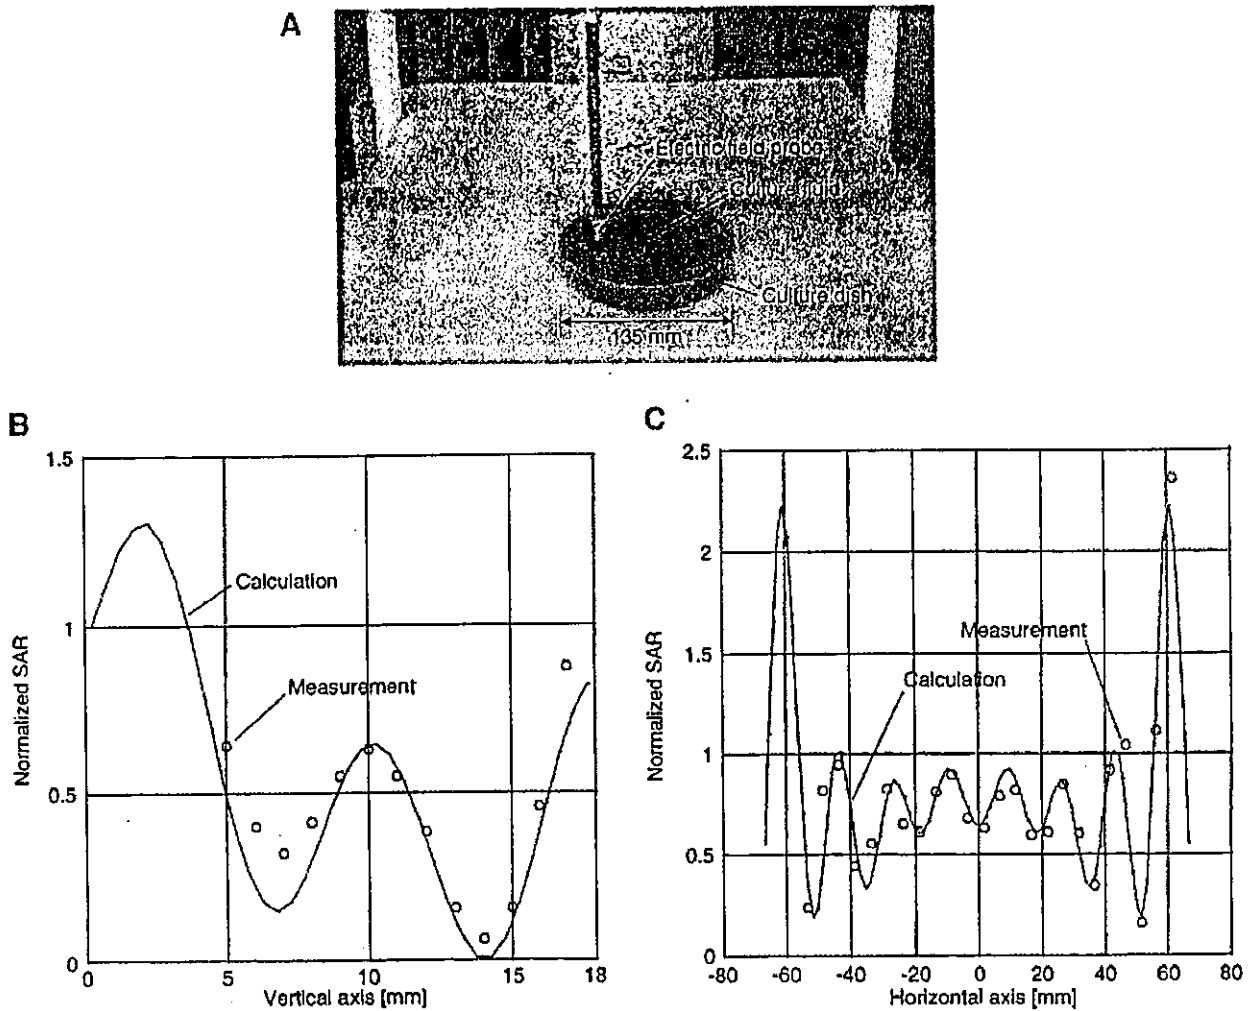 A
Electric field probe
Culture fluid
Culture dish
135 mm
B
1.5
1
0.5
0
Normalized SAR
Calculation
Measurement
0
5
10
15
18
Vertical axis [mm]
C
2.5
2
1.5
1
0.5
0
Normalized SAR
Measurement
Calculation
-80
-60
-40
-20
0
20
40
60
80
Horizontal axis [mm]